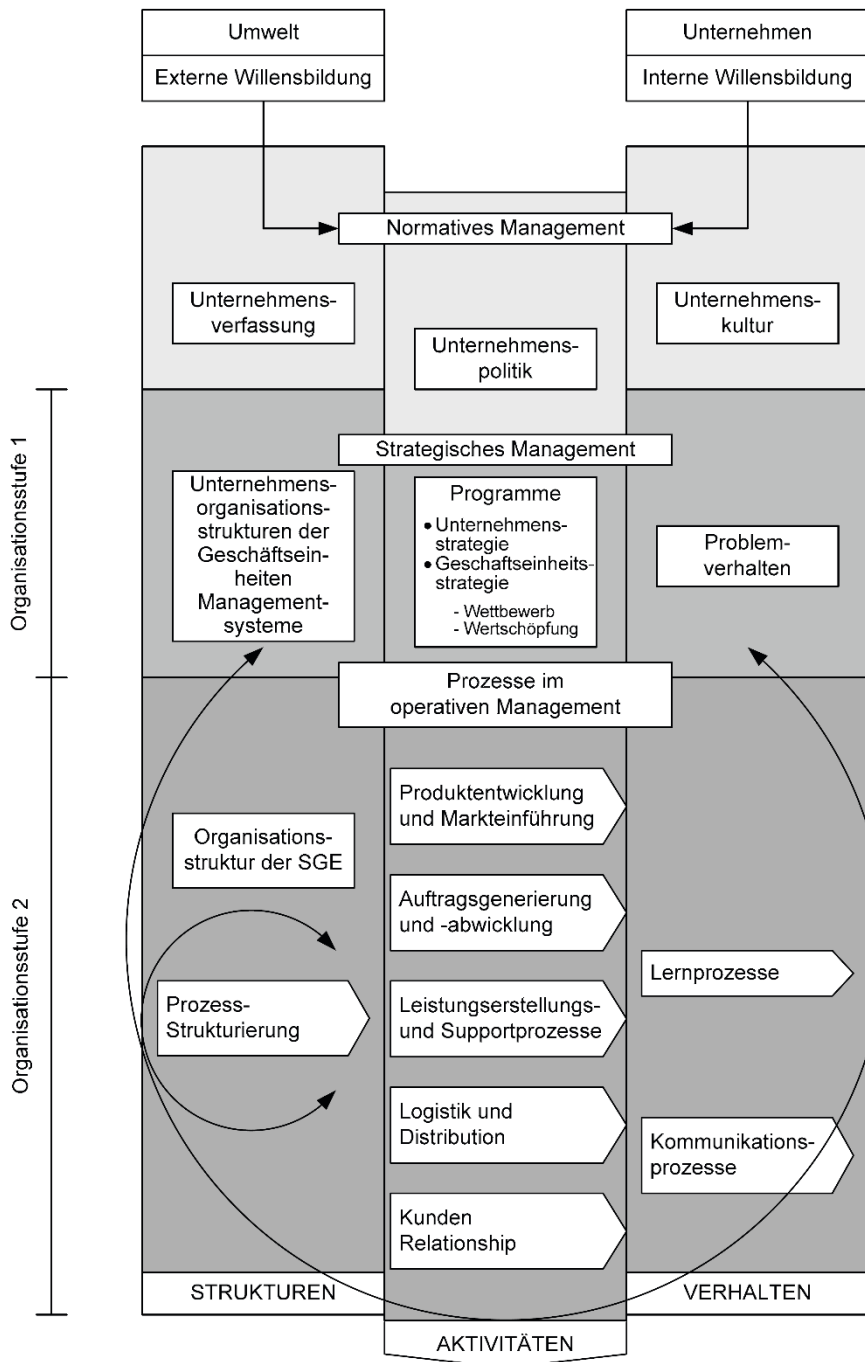 Umwelt
Externe Willensbildung
Unternehmen
Interne Willensbildung
Normatives Management
Unternehmens-
verfassung
Unternehmens-
politik
Unternehmens-
kultur
Organisationsstufe 1
Strategisches Management
Unternehmens-
organisations-
strukturen der
Geschäftsein-
heiten
Management-
systeme
Programme
• Unternehmens-
strategie
• Geschaftseinheits-
strategie
- Wettbewerb
- Wertschöpfung
Problem-
verhalten
Organisationsstufe 2
Prozesse im
operativen Management
Organisations-
struktur der SGE
Prozess-
Strukturierung
Produktentwicklung
und Markteinführung
Auftragsgenerierung
und -abwicklung
Leistungserstellungs-
und Supportprozesse
Logistik und
Distribution
Kunden
Relationship
Lernprozesse
Kommunikations-
prozesse
STRUKTUREN
AKTIVITÄTEN
VERHALTEN